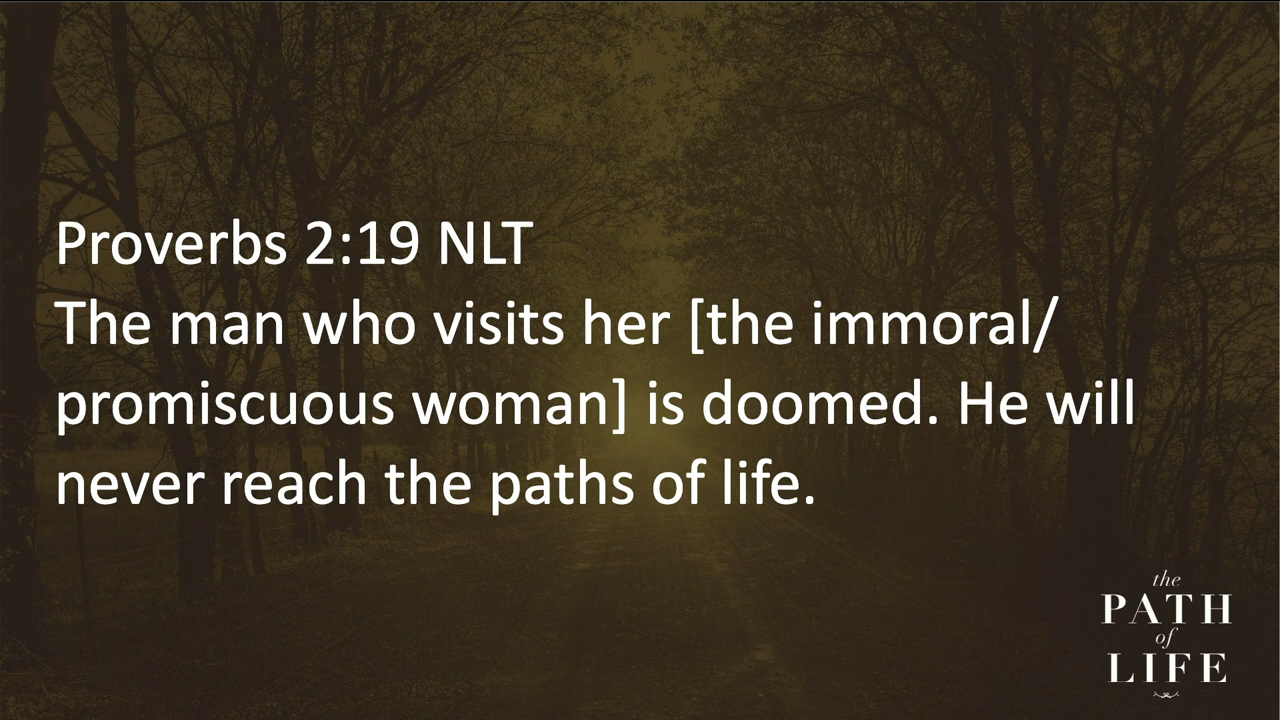 Proverbs 2:19 NLT
The man who visits her [the immoral/
promiscuous woman] is doomed. He will
never reach the paths of life.
the
PATH
of
LIFE